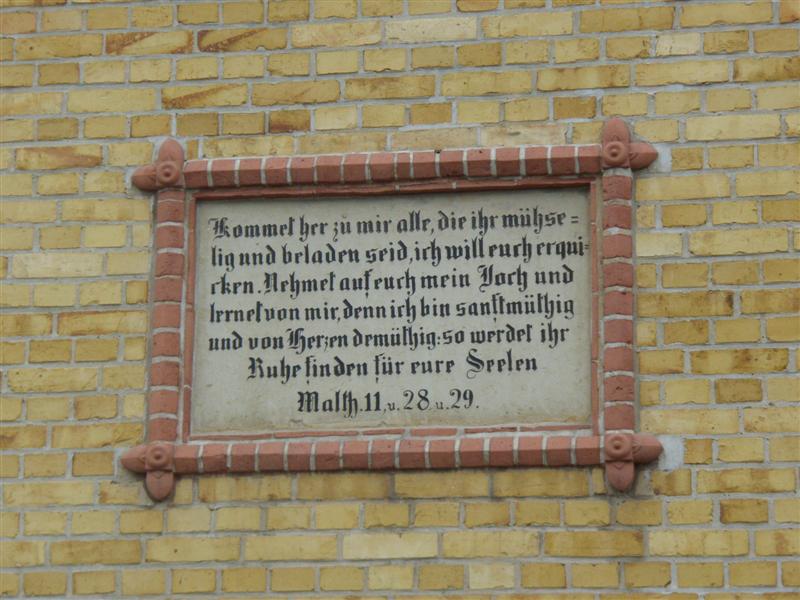 Kommet her zu mir alle, die ihr mühse=
lig und beladen seid, ich will euch erqui=
cken. Nehmet auf euch mein Joch und
lernet von mir, denn ich bin sanftmüthig
und von Herzen demüthig: so werdet ihr
Ruhe finden für eure Seelen
Matth. 11, v. 28 u. 29.